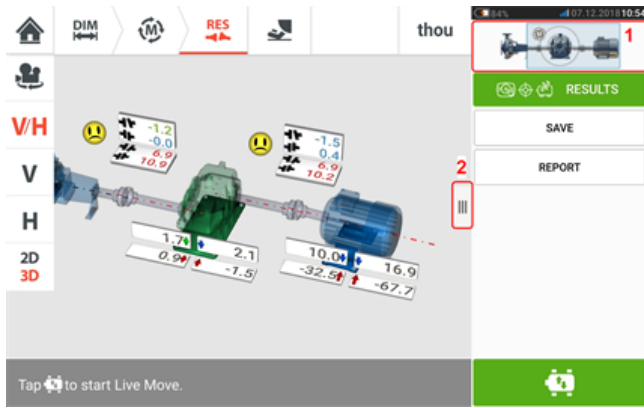 DIM
M
RES
thou
84%
07.12.2018 10:54
1
RESULTS
V/H
-1.2
-0.0
6.9
10.9
-1.5
0.4
6.9
10.2
SAVE
V
2
REPORT
H
1.7
2.1
0.9
-1.5
10.0
16.9
-32.5
-67.7
2D
3D
Tap to start Live Move.